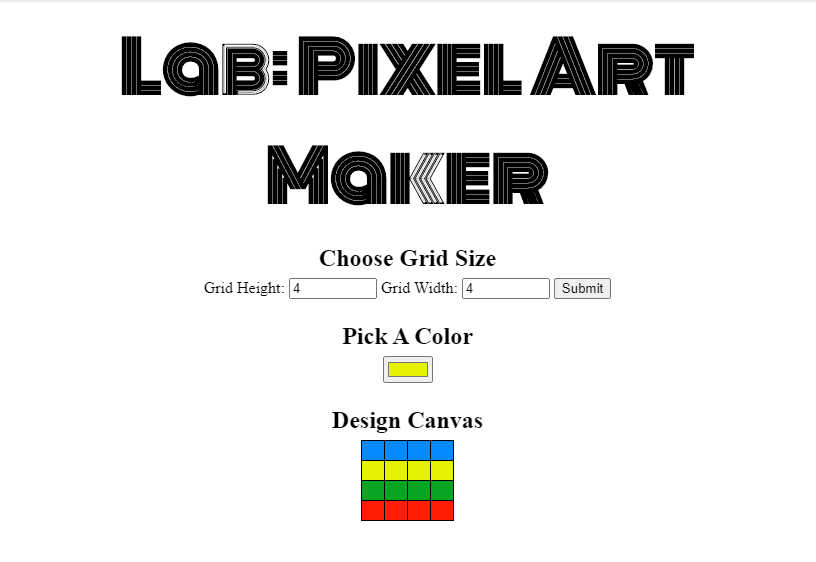 Lab: Pixel Art
Maker
Choose Grid Size
Grid Height: 4 Grid Width: 4 Submit
Pick A Color
Design Canvas